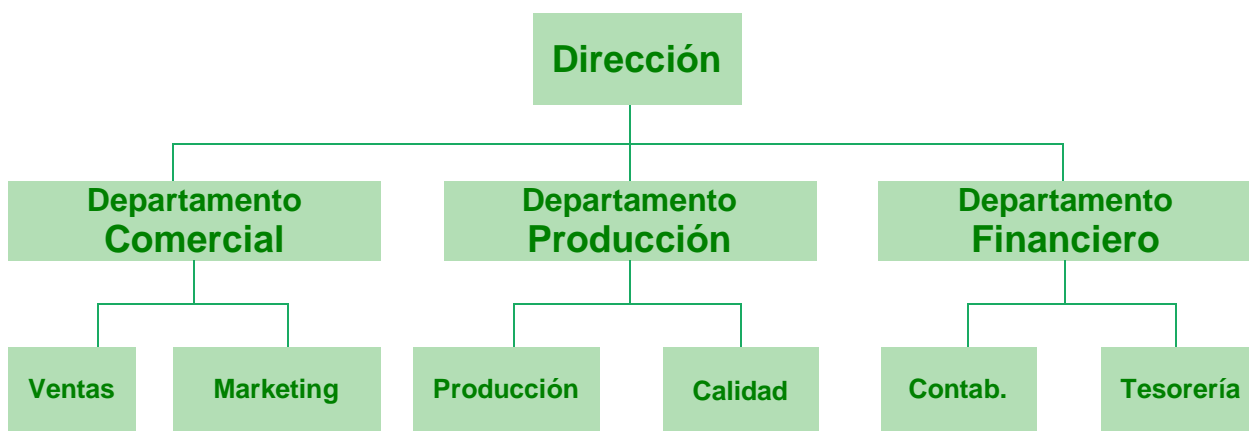 Dirección
Departamento
Comercial
Departamento
Producción
Departamento
Financiero
Ventas
Marketing
Producción
Calidad
Contab.
Tesorería